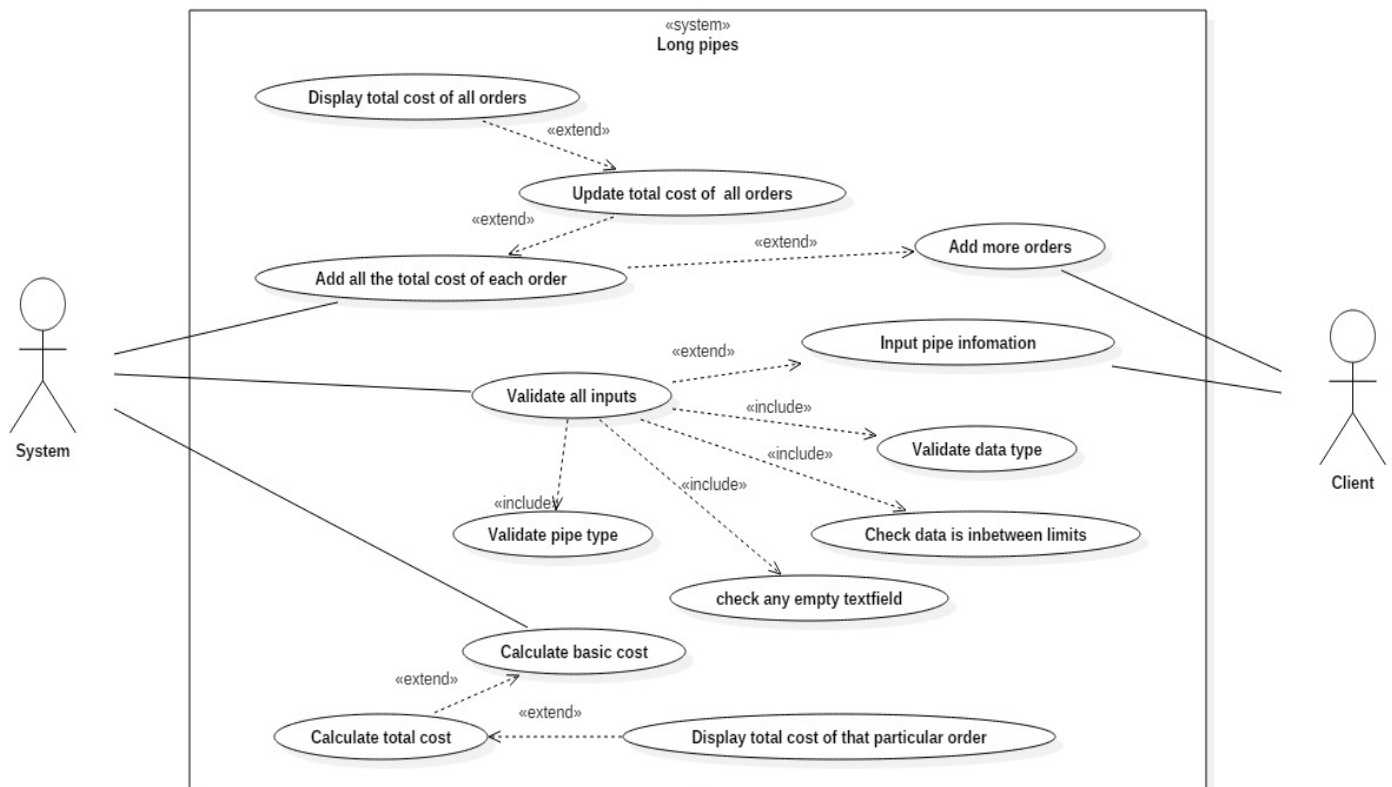 «system»
Long pipes
Display total cost of all orders
«extend»
Update total cost of all orders
«extend»
«extend»
Add more orders
Add all the total cost of each order
Input pipe infomation
«extend»
Validate all inputs
«include»
Validate data type
«include»
System
«include»
Client
«include»
Validate pipe type
Check data is inbetween limits
check any empty textfield
Calculate basic cost
«extend»
«extend»
Calculate total cost
Display total cost of that particular order